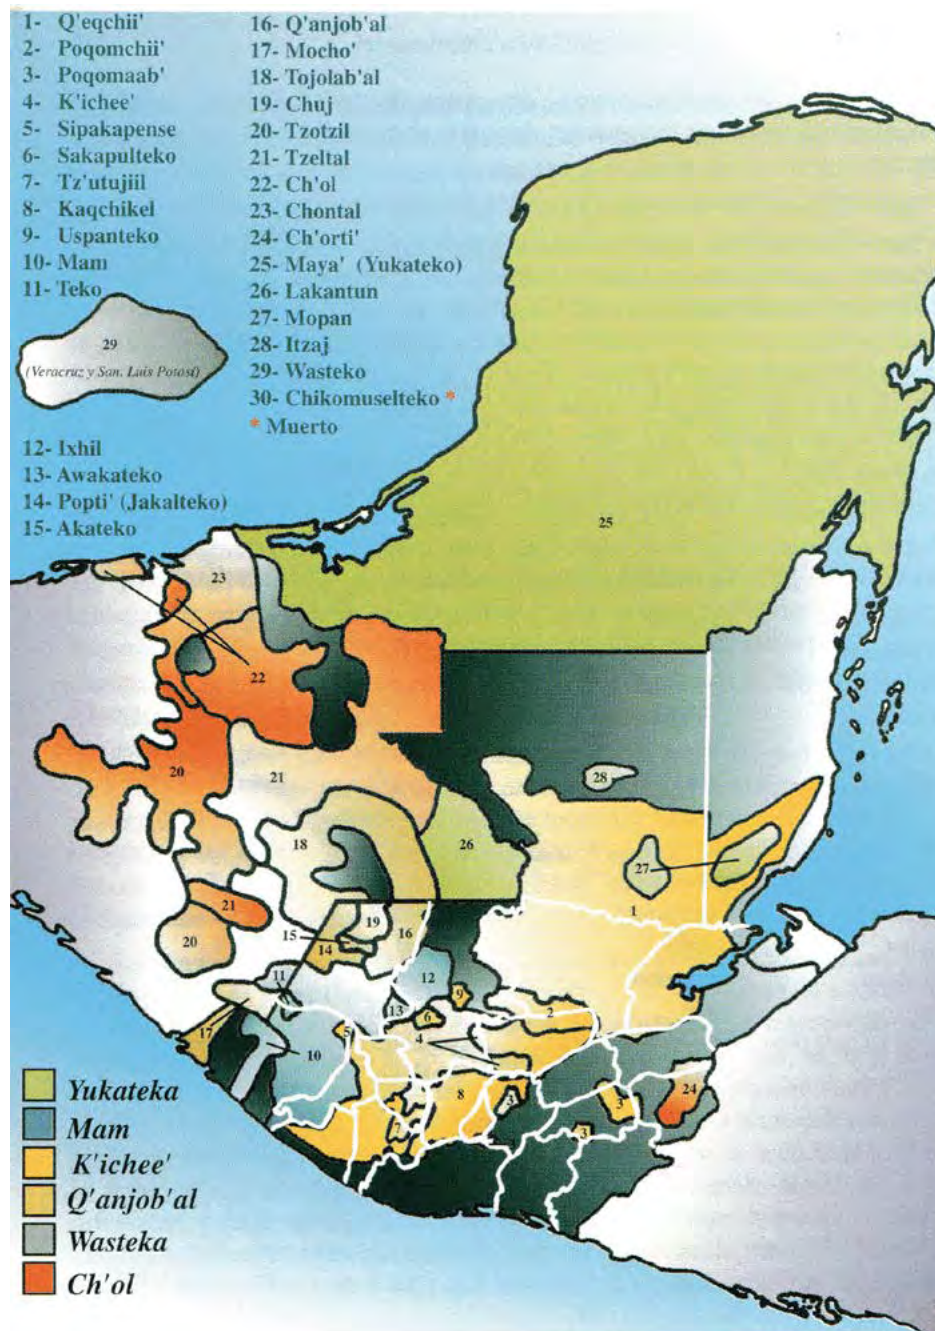 1- Q'eqchii'
2- Poqomchii'
3- Poqomaab'
4- K'ichee'
5- Sipakapense
6- Sakapulteko
7- Tz'utujiil
8- Kaqchikel
9- Uspanteko
10- Mam
11- Teko
29
(Veracruz y San. Luis Potosí)
12- Ixhil
13- Awakateko
14- Popti' (Jakalteko)
15- Akateko
16- Q'anjob'al
17- Mocho'
18- Tojolab'al
19- Chuj
20- Tzotzil
21- Tzeltal
22- Ch'ol
23- Chontal
24- Ch'orti'
25- Maya' (Yukateko)
26- Lakantun
27- Mopan
28- Itzaj
29- Wasteko
30- Chikomuselteko *
* Muerto
25
23
22
20
21
28
18
26
27
21
1
19
15
14
16
20
11
12
9
13
6
2
17
5
4
10
8
3
3
24
7
3
Yukateka
Mam
K'ichee'
Q'anjob'al
Wasteka
Ch'ol